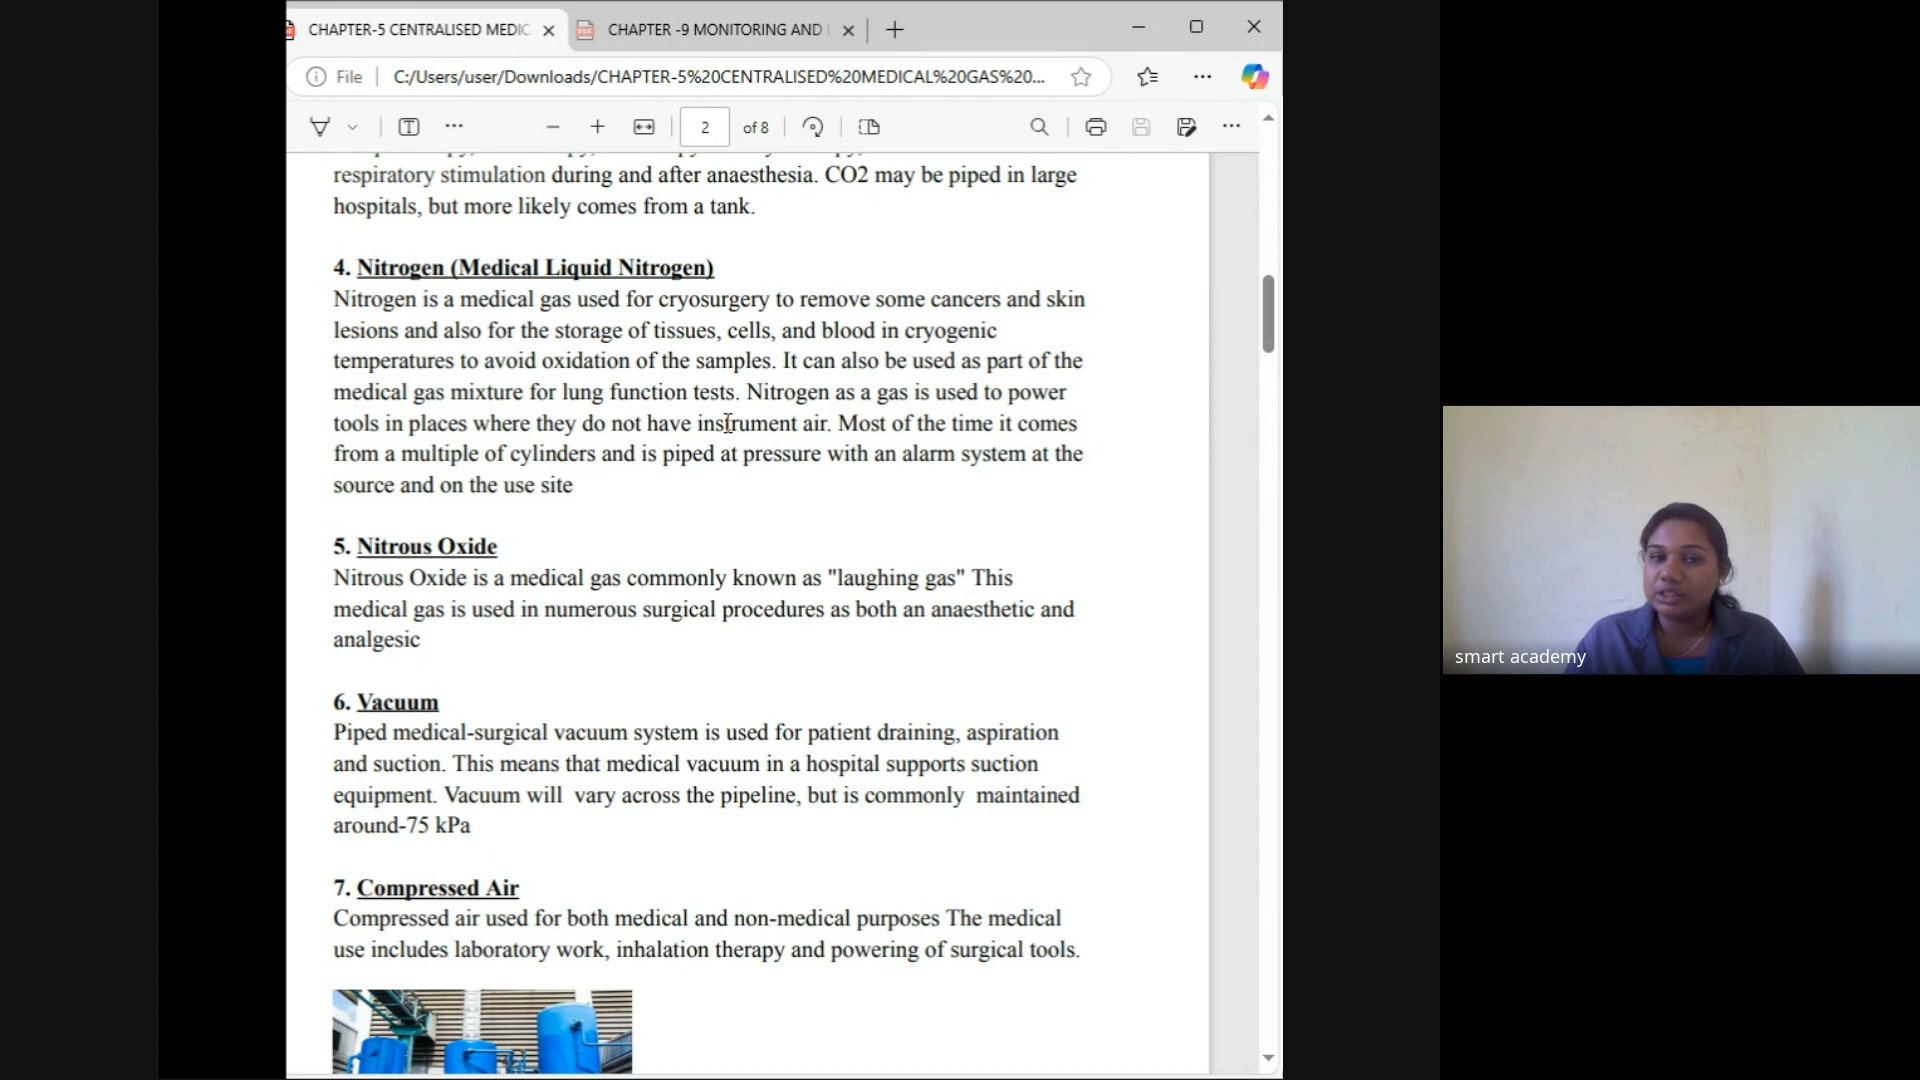 CHAPTER-5 CENTRALISED MEDIC
CHAPTER -9 MONITORING AND
File
C:/Users/user/Downloads/CHAPTER-5%20CENTRALISED%20MEDICAL%20GAS%20...
2 of 8
respiratory stimulation during and after anaesthesia. CO2 may be piped in large
hospitals, but more likely comes from a tank.
4. Nitrogen (Medical Liquid Nitrogen)
Nitrogen is a medical gas used for cryosurgery to remove some cancers and skin
lesions and also for the storage of tissues, cells, and blood in cryogenic
temperatures to avoid oxidation of the samples. It can also be used as part of the
medical gas mixture for lung function tests. Nitrogen as a gas is used to power
tools in places where they do not have instrument air. Most of the time it comes
from a multiple of cylinders and is piped at pressure with an alarm system at the
source and on the use site
5. Nitrous Oxide
Nitrous Oxide is a medical gas commonly known as "laughing gas" This
medical gas is used in numerous surgical procedures as both an anaesthetic and
analgesic
6. Vacuum
Piped medical-surgical vacuum system is used for patient draining, aspiration
and suction. This means that medical vacuum in a hospital supports suction
equipment. Vacuum will  vary across the pipeline, but is commonly  maintained
around-75 kPa
7. Compressed Air
Compressed air used for both medical and non-medical purposes The medical
use includes laboratory work, inhalation therapy and powering of surgical tools.
smart academy